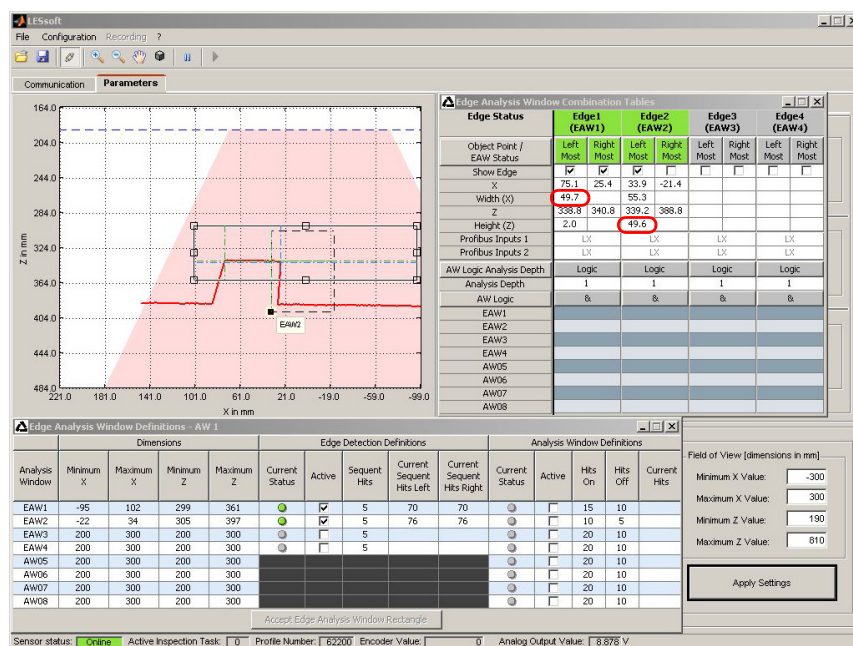 LESsoft
File Configuration Recording ?
Communication Parameters
164.0
204.0
244.0
284.0
324.0
364.0
404.0
444.0
484.0
Z in mm
221.0 181.0 141.0 101.0 61.0 21.0 -19.0 -59.0 -99.0
X in mm
EAW2
Edge Analysis Window Combination Tables
Edge Status Edge1 (EAW1) Edge2 (EAW2) Edge3 (EAW3) Edge4 (EAW4)
Object Point / EAW Status Left Most Right Most Left Most Right Most Left Most Right Most Left Most Right Most
Show Edge
X 75.1 25.4 33.9 -21.4
Width (X) 49.7 55.3
Z 338.8 340.8 339.2 388.8
Height (Z) 2.0 49.6
Profibus Inputs 1 LX LX LX LX
Profibus Inputs 2 LX LX LX LX
AW Logic Analysis Depth Logic Logic Logic Logic
Analysis Depth 1 1 1 1
AW Logic & & & &
EAW1
EAW2
EAW3
EAW4
AW05
AW06
AW07
AW08
Edge Analysis Window Definitions - AW 1
Dimensions Edge Detection Definitions Analysis Window Definitions
Analysis Window Minimum X Maximum X Minimum Z Maximum Z Current Status Active Sequent Hits Current Sequent Hits Left Current Sequent Hits Right Current Status Active Hits On Hits Off Current Hits
EAW1 -95 102 299 361 5 70 70 15 10
EAW2 -22 34 305 397 5 76 76 10 5
EAW3 200 300 200 300 5 20 10
EAW4 200 300 200 300 5 20 10
AW05 200 300 200 300 20 10
AW06 200 300 200 300 20 10
AW07 200 300 200 300 20 10
AW08 200 300 200 300 20 10
Accept Edge Analysis Window Rectangle
Field of View [dimensions in mm]
Minimum X Value: -300
Maximum X Value: 300
Minimum Z Value: 190
Maximum Z Value: 810
Apply Settings
Sensor status: Online Active Inspection Task: 0 Profile Number: 62200 Encoder Value: 0 Analog Output Value: 8.878 V